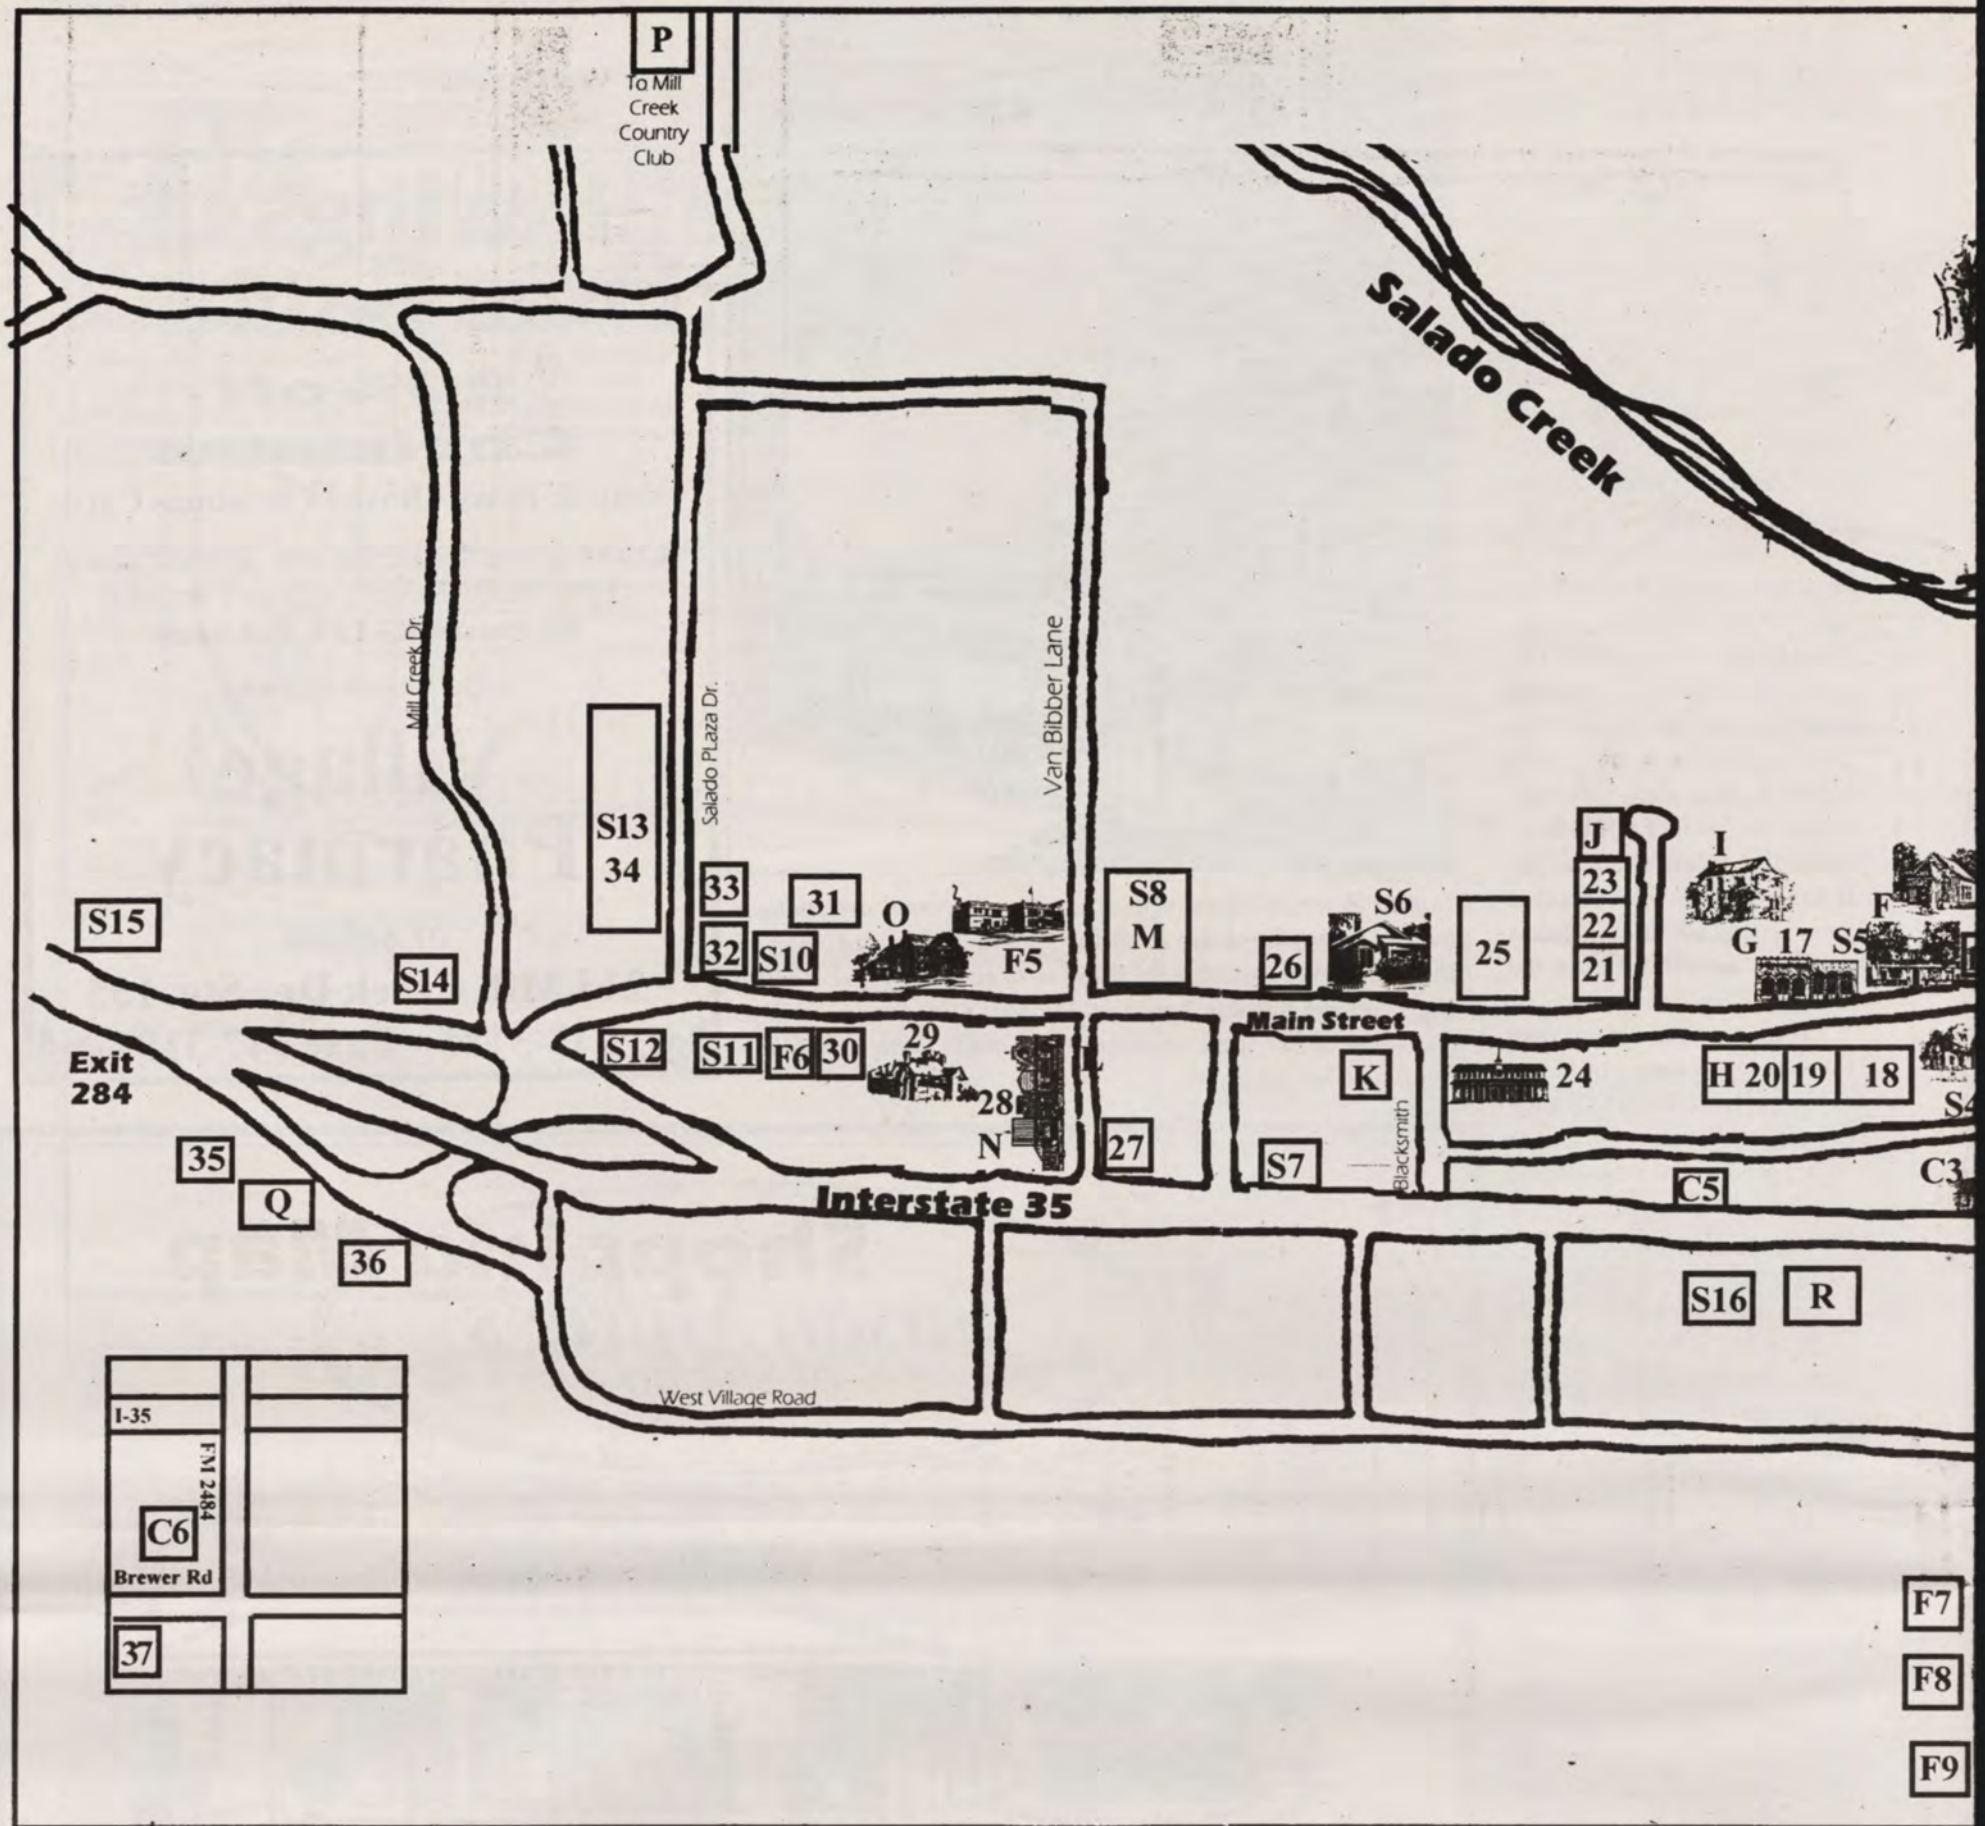 P
To Mill
Creek
Country
Club
Salado Creek
Mill Creek Dr.
Salado PLaza Dr.
Van Bibber Lane
S13
34
33
31
O
F5
32
S10
S8
M
26
S6
25
J
23
22
21
I
G 17 S5
F
S15
S14
Exit
284
Main Street
S12
S11
F6
30
29
28
N
L
27
K
S7
Blacksmith
24
H 20
19
18
S4
C5
C3
Interstate 35
35
Q
36
S16
R
West Village Road
I-35
FM 2484
C6
Brewer Rd
37
F7
F8
F9